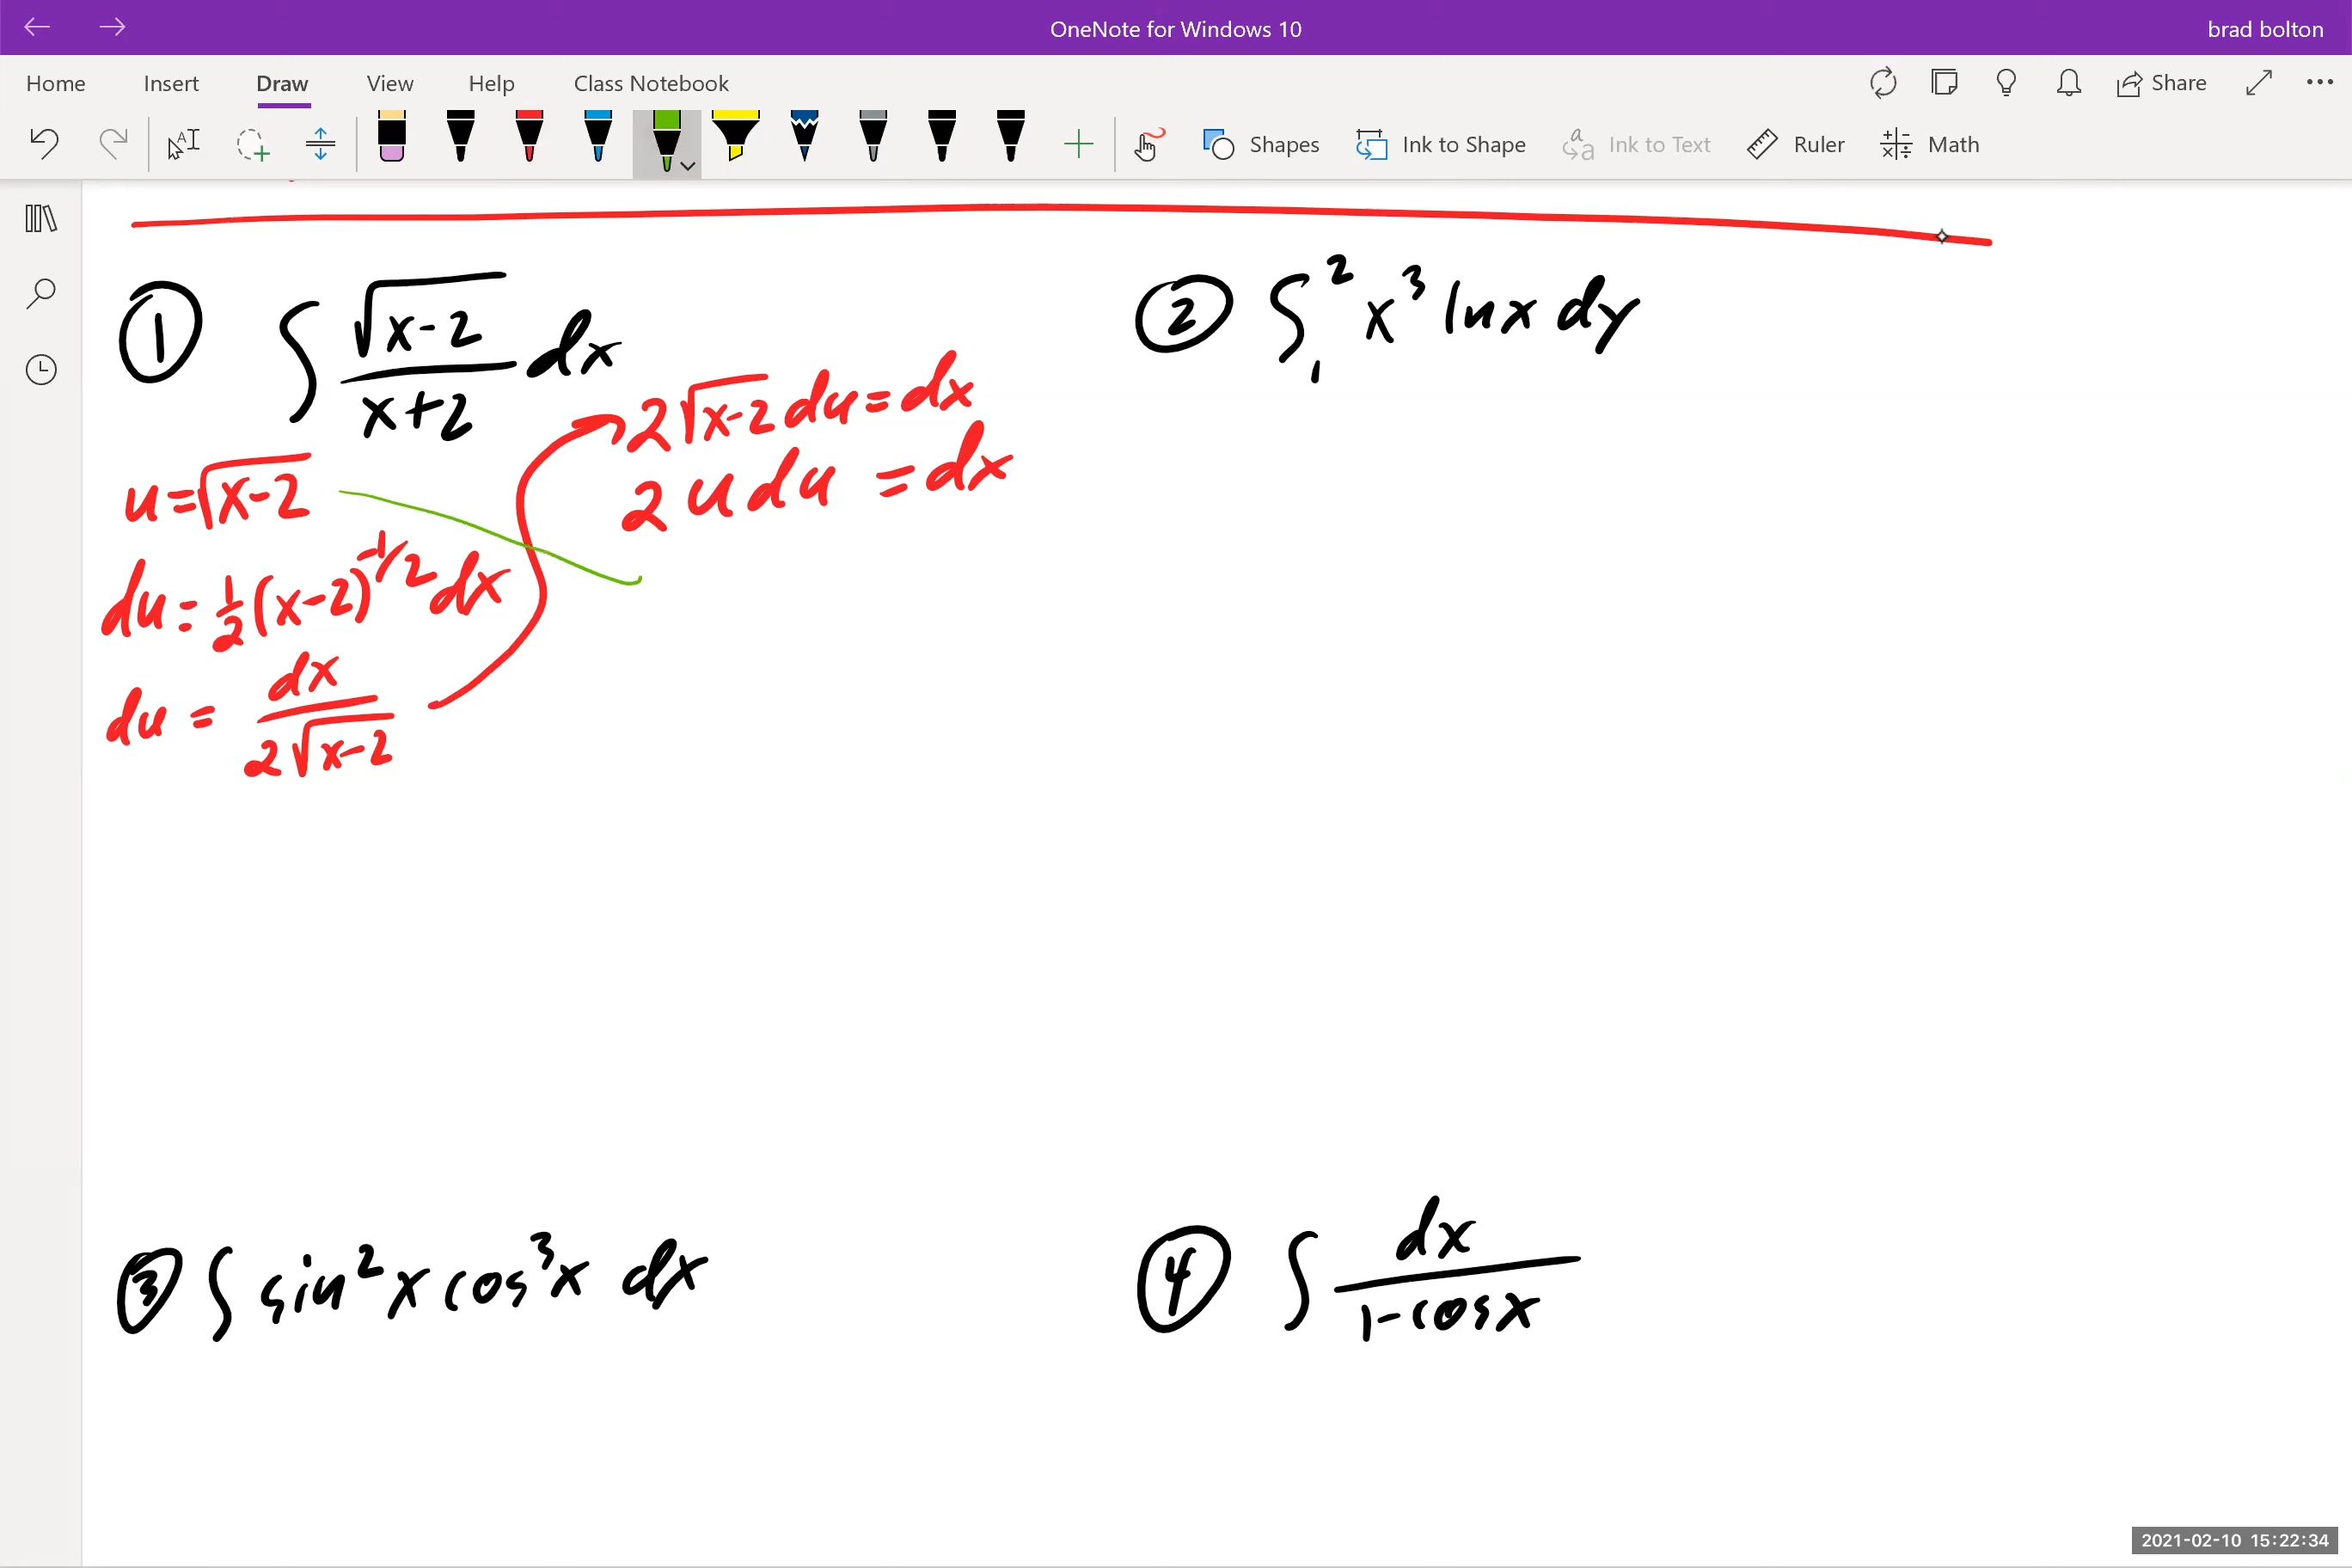 OneNote for Windows 10
brad bolton
Home Insert Draw View Help Class Notebook
Share
Shapes Ink to Shape Ink to Text Ruler Math
① ∫ √(x-2) / (x+2) dx
u = √(x-2)
du = 1/2 (x-2)^(-1/2) dx
du = dx / (2√(x-2))
2√(x-2) du = dx
2u du = dx
② ∫₁² x³ ln x dy
③ ∫ sin²x cos³x dx
④ ∫ dx / (1-cosx)
2021-02-10 15:22:34